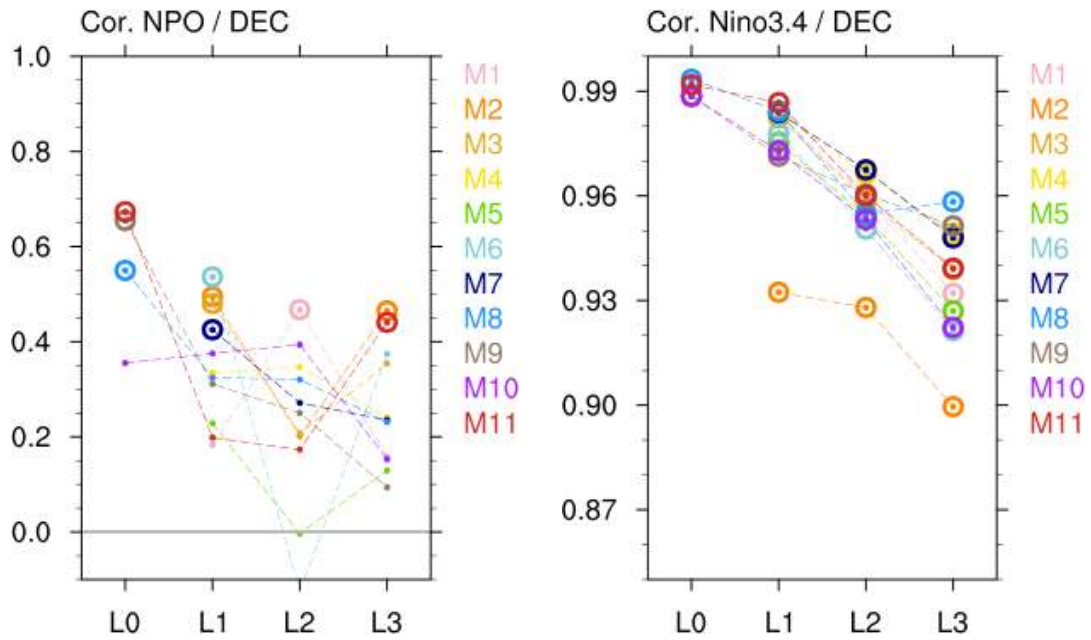 Cor. NPO / DEC
1.0
0.8
0.6
0.4
0.2
0.0
L0 L1 L2 L3
M1
M2
M3
M4
M5
M6
M7
M8
M9
M10
M11
Cor. Nino3.4 / DEC
0.99
0.96
0.93
0.90
0.87
L0 L1 L2 L3
M1
M2
M3
M4
M5
M6
M7
M8
M9
M10
M11